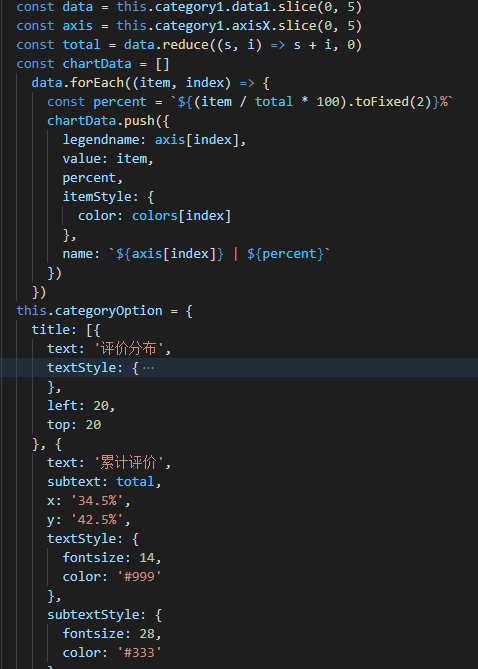 const data = this.category1.data1.slice(0, 5)
const axis = this.category1.axisX.slice(0, 5)
const total = data.reduce((s, i) => s + i, 0)
const chartData = []
data.forEach((item, index) => {
const percent = `${(item / total * 100).toFixed(2)}%`
chartData.push({
legendname: axis[index],
value: item,
percent,
itemStyle: {
color: colors[index]
},
name: `${axis[index]} | ${percent}`
})
})
this.categoryOption = {
title: [{
text: '评价分布',
textStyle: { ⋯
},
left: 20,
top: 20
}, {
text: '累计评价',
subtext: total,
x: '34.5%',
y: '42.5%',
textStyle: {
fontsize: 14,
color: '#999'
},
subtextStyle: {
fontsize: 28,
color: '#333'